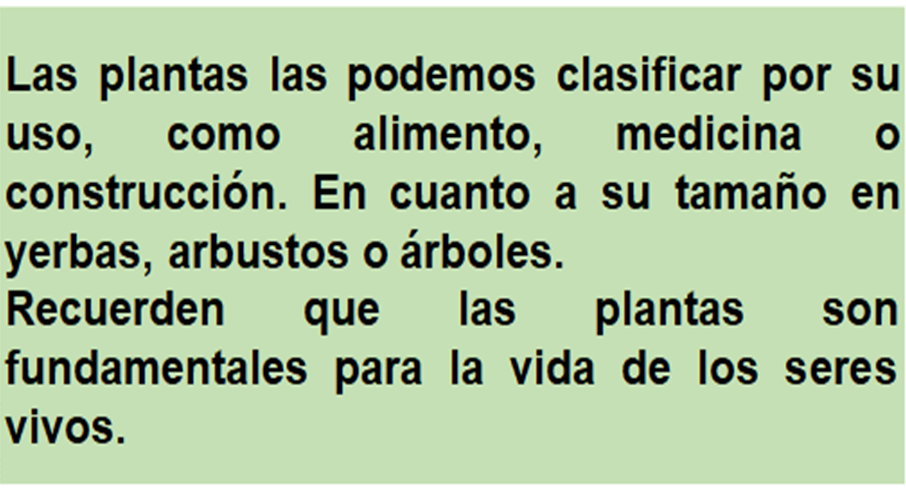 Las plantas las podemos clasificar por su
uso, como alimento, medicina o
construcción. En cuanto a su tamaño en
yerbas, arbustos o árboles.
Recuerden que las plantas son
fundamentales para la vida de los seres
vivos.